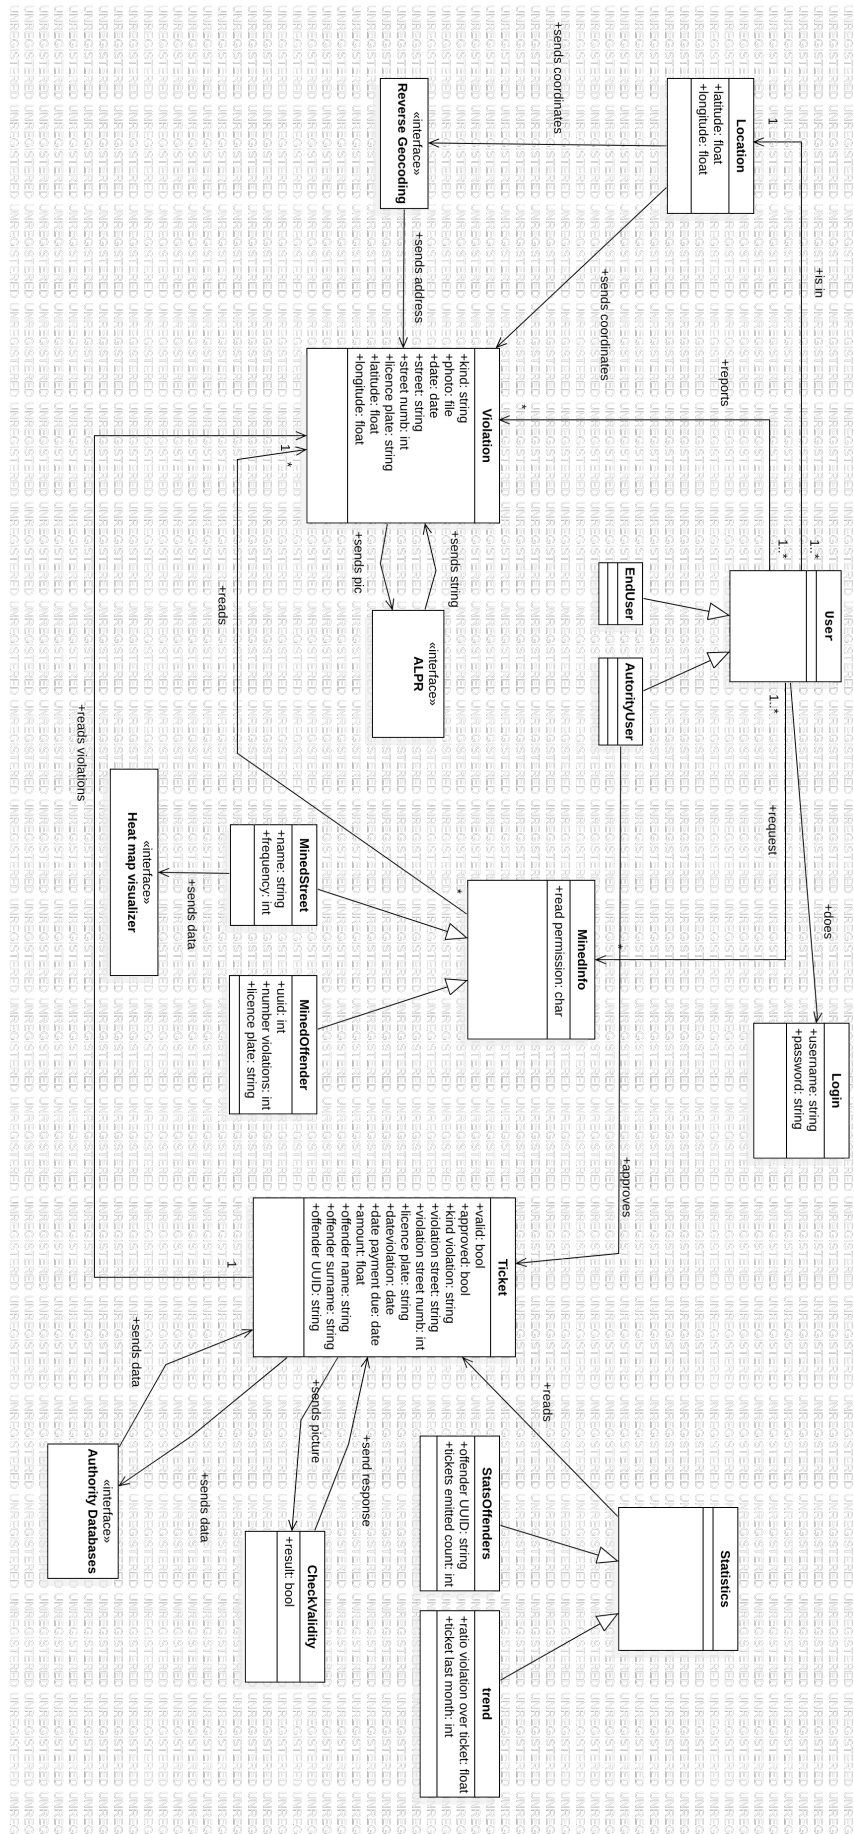 Location
+latitude: float
+longitude: float
1
+is in
1..*
+sends coordinates
«interface»
Reverse Geocoding
+sends address
+sends coordinates
+reports
*
1..*
User
EndUser
AutorityUser
1..*
+request
*
+does
Login
+username: string
+password: string
Violation
+kind: string
+photo: file
+date: date
+street: string
+street numb: int
+licence plate: string
+latitude: float
+longitude: float
1
*
+sends string
+sends pic
«interface»
ALPR
+reads
*
+reads violations
1
MinedInfo
+read permission: char
MinedStreet
+name: string
+frequency: int
+sends data
«interface»
Heat map visualizer
MinedOffender
+uuid: int
+number violations: int
+licence plate: string
+approves
Ticket
+valid: bool
+approved: bool
+kind violation: string
+violation street: string
+violation street numb: int
+licence plate: string
+dateviolation: date
+date payment due: date
+amount: float
+offender name: string
+offender surname: string
+offender UUID: string
+sends data
+sends data
«interface»
Authority Databases
+sends picture
+send response
CheckValidity
+result: bool
+reads
Statistics
StatsOffenders
+offender UUID: string
+tickets emitted count: int
trend
+ratio violation over ticket: float
+ticket last month: int
UNREGISTERED